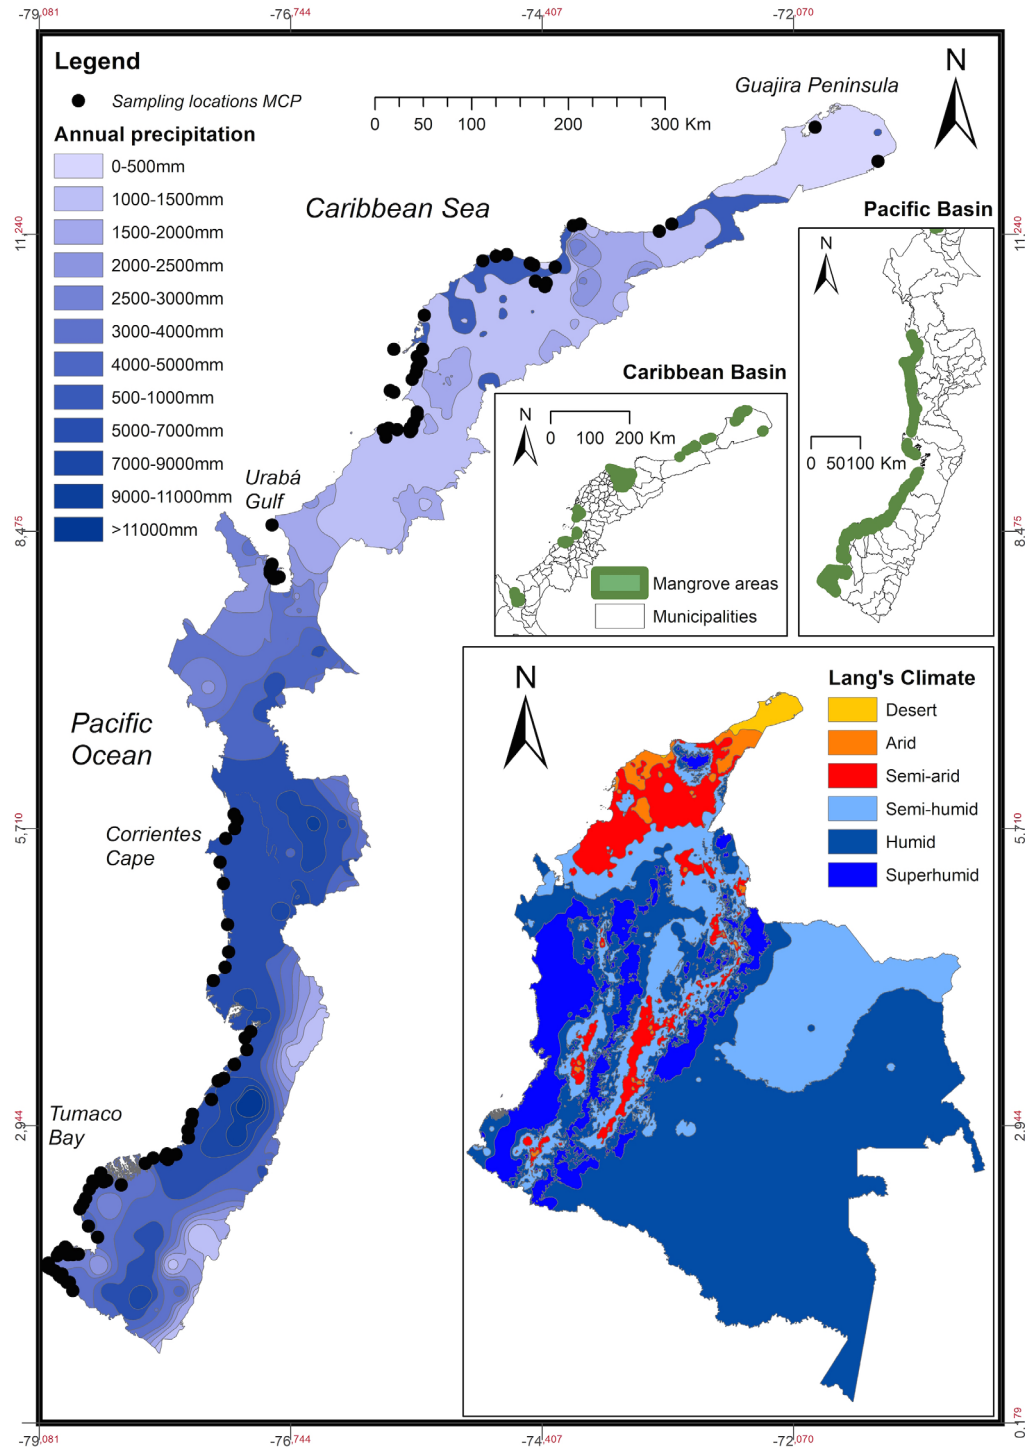 -79,081
-76,744
-74,407
-72,070
Legend
Sampling locations MCP
Annual precipitation
0-500mm
1000-1500mm
1500-2000mm
2000-2500mm
2500-3000mm
3000-4000mm
4000-5000mm
500-1000mm
5000-7000mm
7000-9000mm
9000-11000mm
>11000mm
0 50 100 200 300 Km
Guajira Peninsula
N
Caribbean Sea
11,240
11,240
Pacific Basin
N
0 50100 Km
Caribbean Basin
N
0 100 200 Km
Mangrove areas
Municipalities
Urabá
Gulf
8,475
8,475
Pacific
Ocean
Corrientes
Cape
5,710
5,710
Tumaco
Bay
2,944
2,944
N
Lang's Climate
Desert
Arid
Semi-arid
Semi-humid
Humid
Superhumid
0,179
-79,081
-76,744
-74,407
-72,070